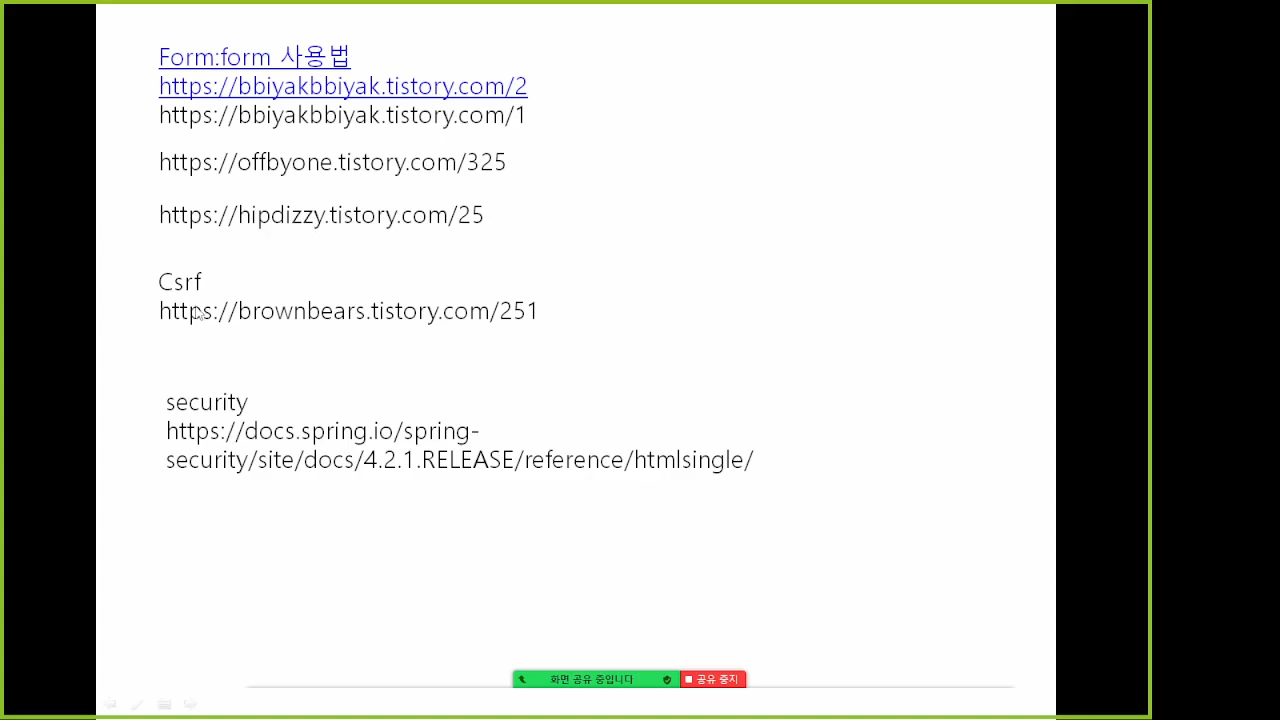 Form:form 사용법
https://bbiyakbbiyak.tistory.com/2
https://bbiyakbbiyak.tistory.com/1
https://offbyone.tistory.com/325
https://hipdizzy.tistory.com/25
Csrf
https://brownbears.tistory.com/251
security
https://docs.spring.io/spring-
security/site/docs/4.2.1.RELEASE/reference/htmlsingle/
화면 공유 중입니다 공유 중지